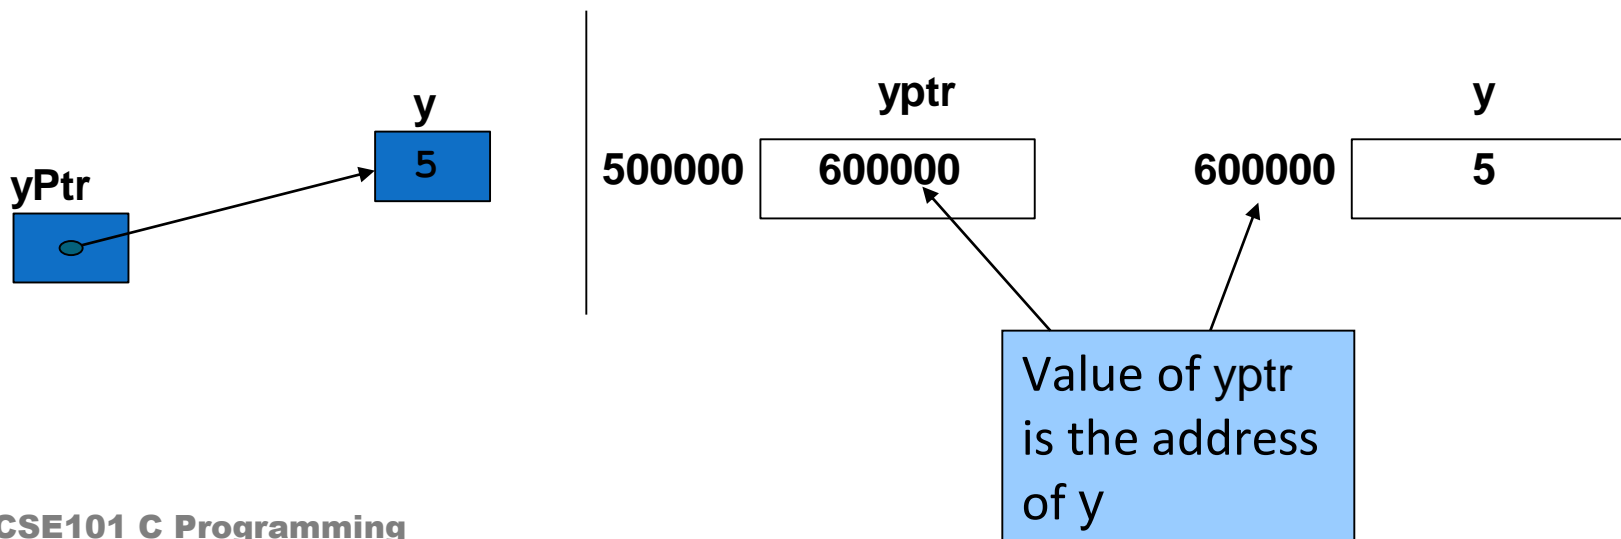 y
5
yPtr
yptr
y
500000 600000 600000 5
Value of yptr
is the address
of y
CSE101 C Programming